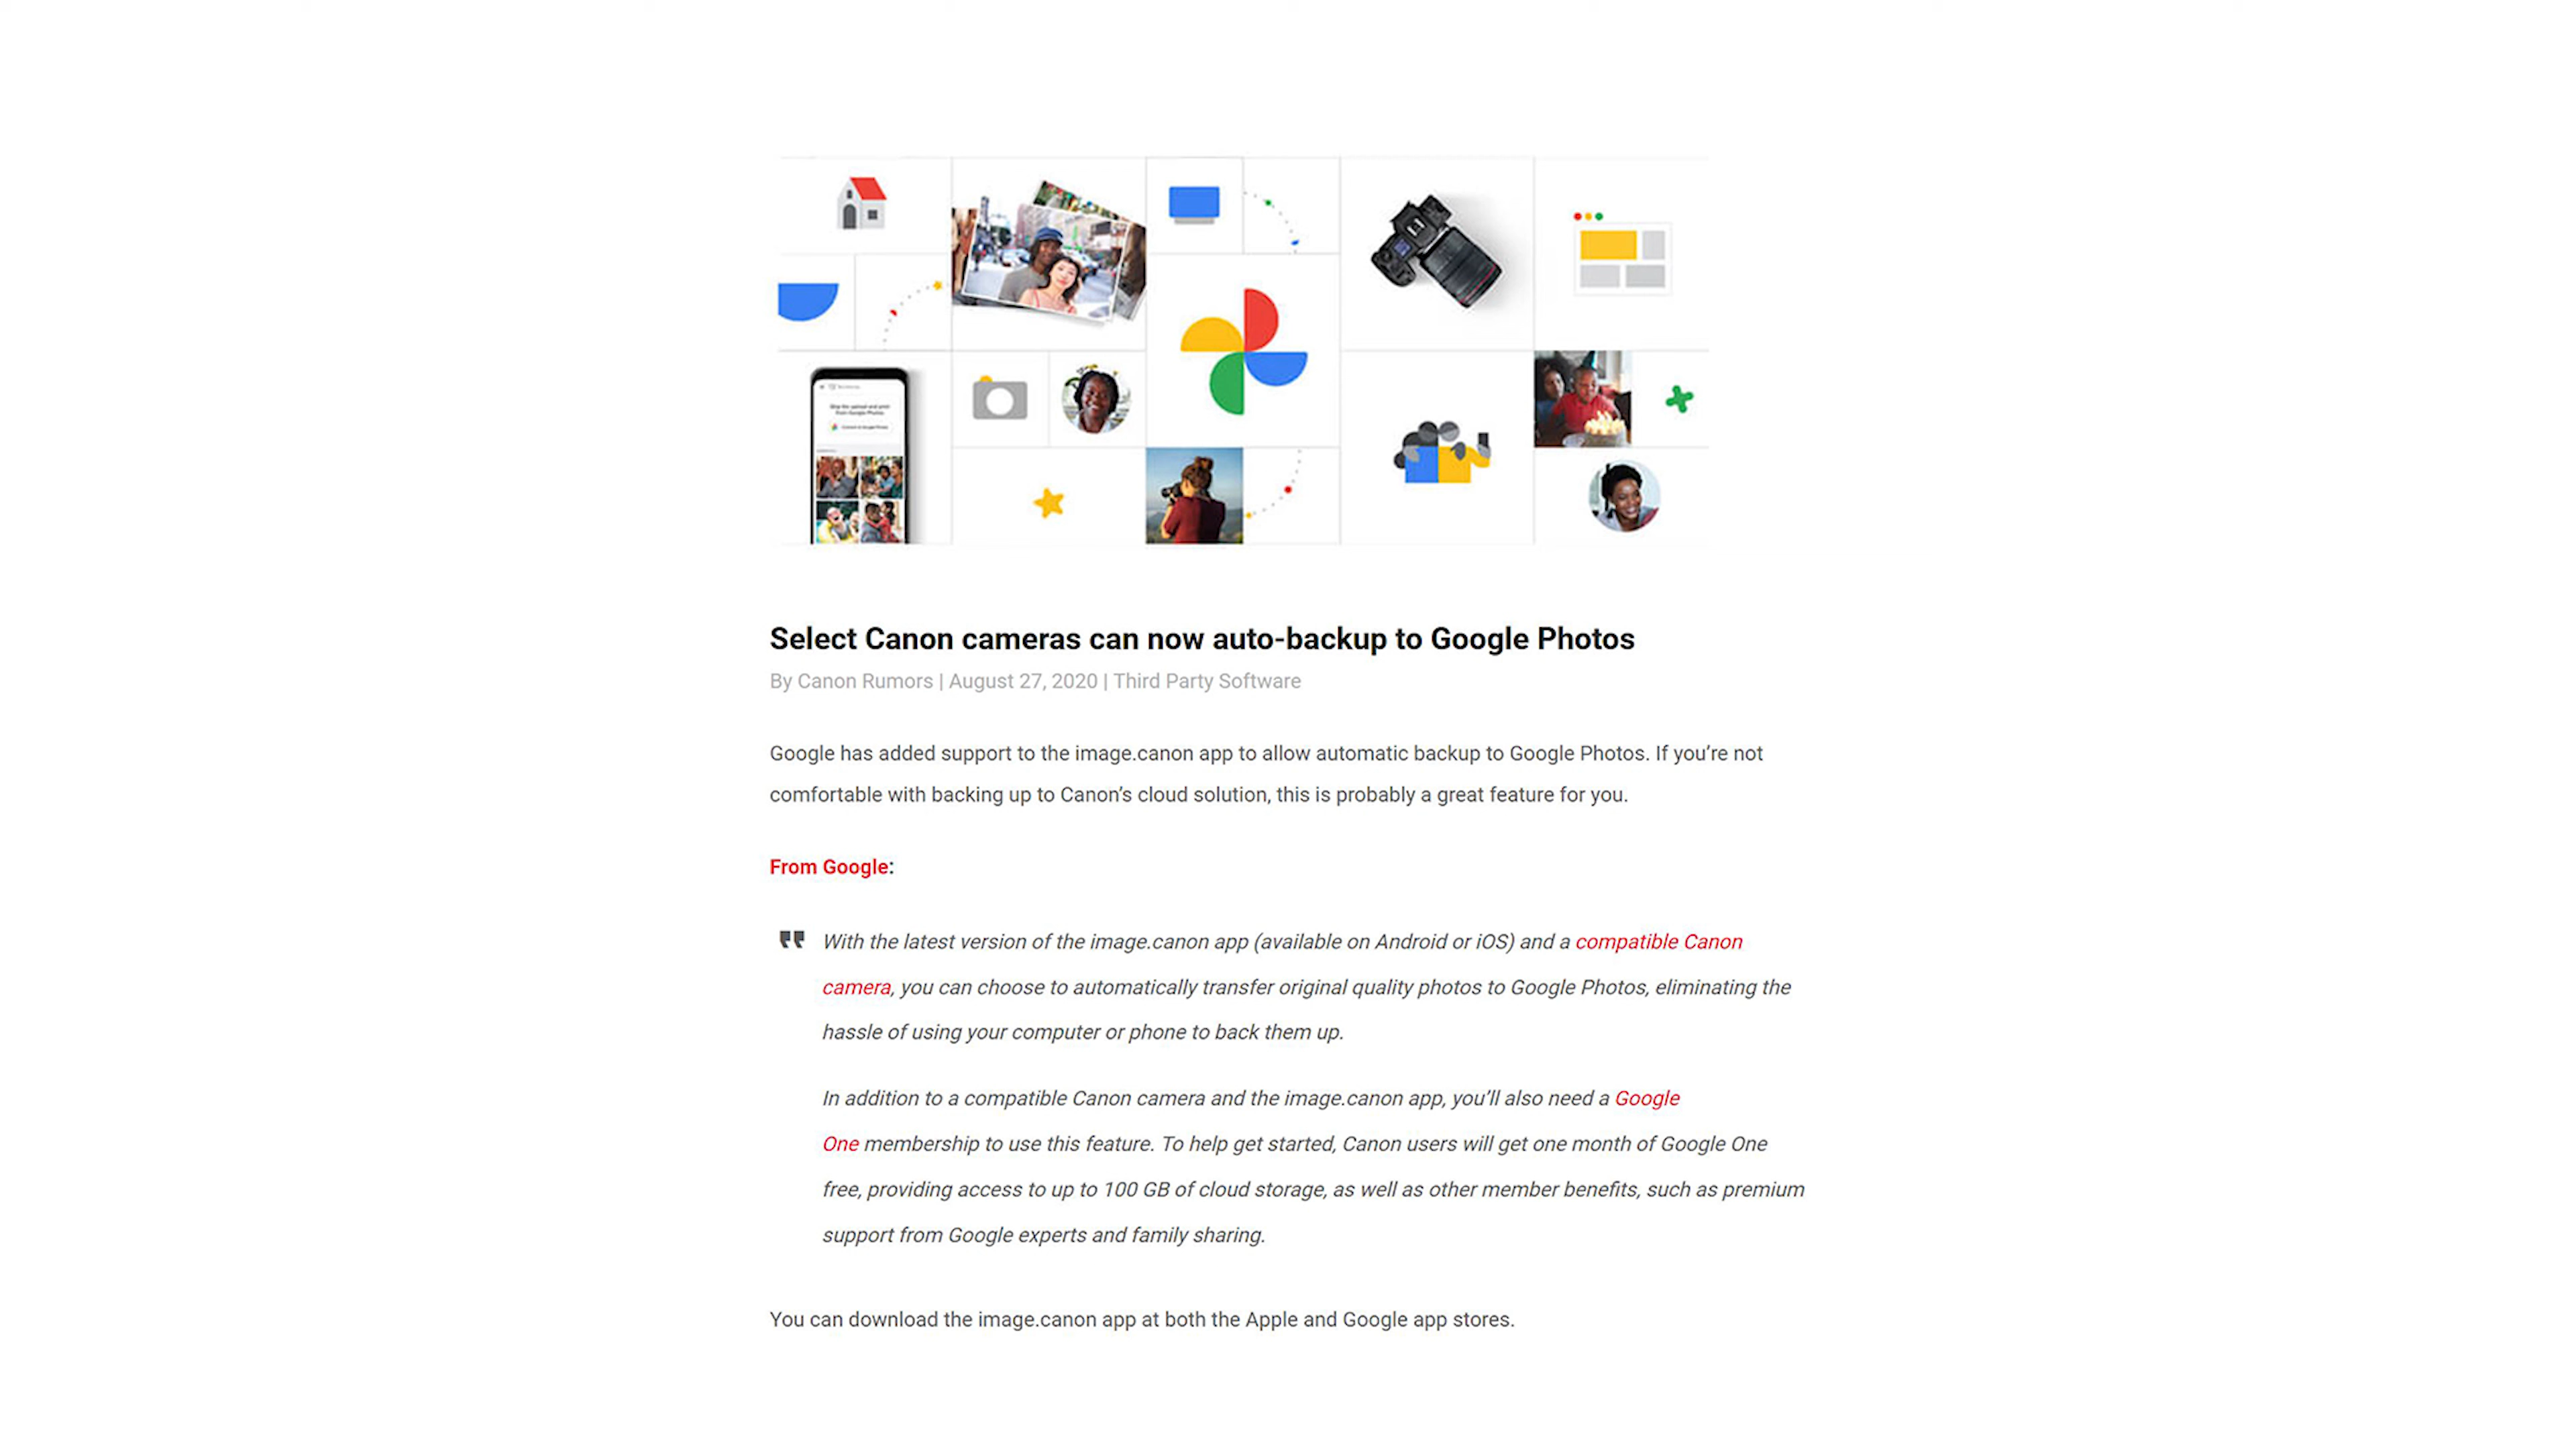 Select Canon cameras can now auto-backup to Google Photos
By Canon Rumors | August 27, 2020 | Third Party Software
Google has added support to the image.canon app to allow automatic backup to Google Photos. If you’re not
comfortable with backing up to Canon’s cloud solution, this is probably a great feature for you.
From Google:
With the latest version of the image.canon app (available on Android or iOS) and a compatible Canon
camera, you can choose to automatically transfer original quality photos to Google Photos, eliminating the
hassle of using your computer or phone to back them up.
In addition to a compatible Canon camera and the image.canon app, you’ll also need a Google
One membership to use this feature. To help get started, Canon users will get one month of Google One
free, providing access to up to 100 GB of cloud storage, as well as other member benefits, such as premium
support from Google experts and family sharing.
You can download the image.canon app at both the Apple and Google app stores.